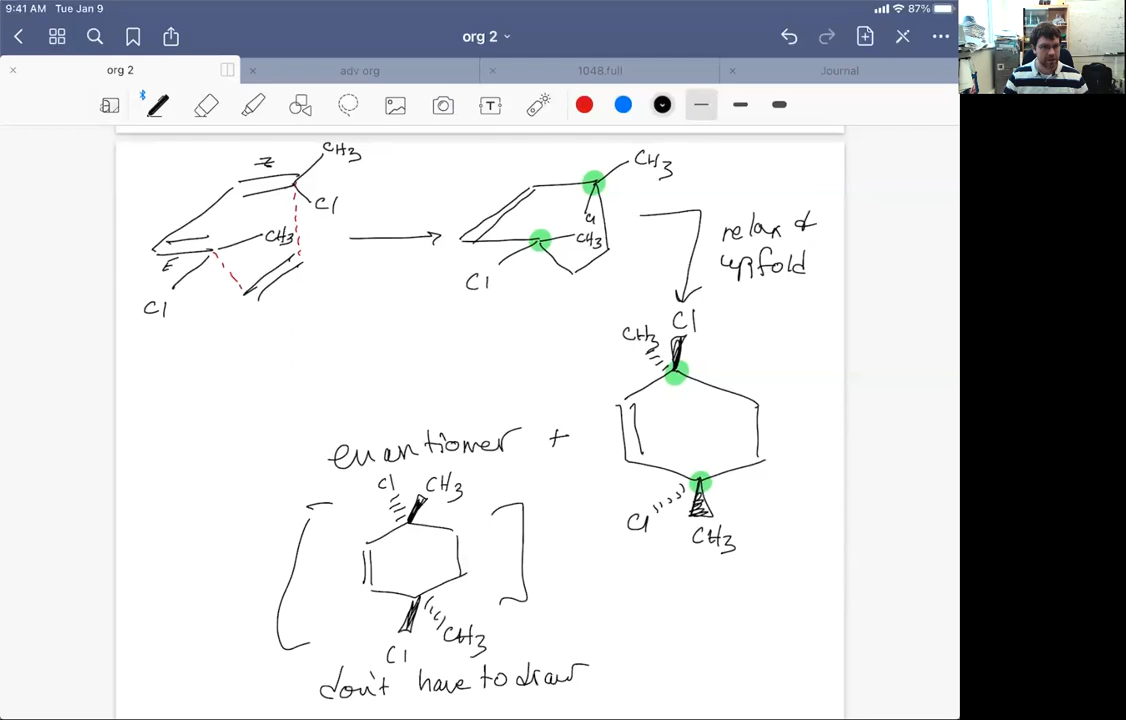 9:41 AM Tue Jan 9
87%
org 2
org 2
adv org
1048.full
Journal
Z
CH3
Cl
CH3
E
Cl
CH3
Cl
CH3
Cl
relax &
upfold
CH3
Cl
enantiomer +
Cl
CH3
Cl
CH3
Cl
CH3
don't have to draw